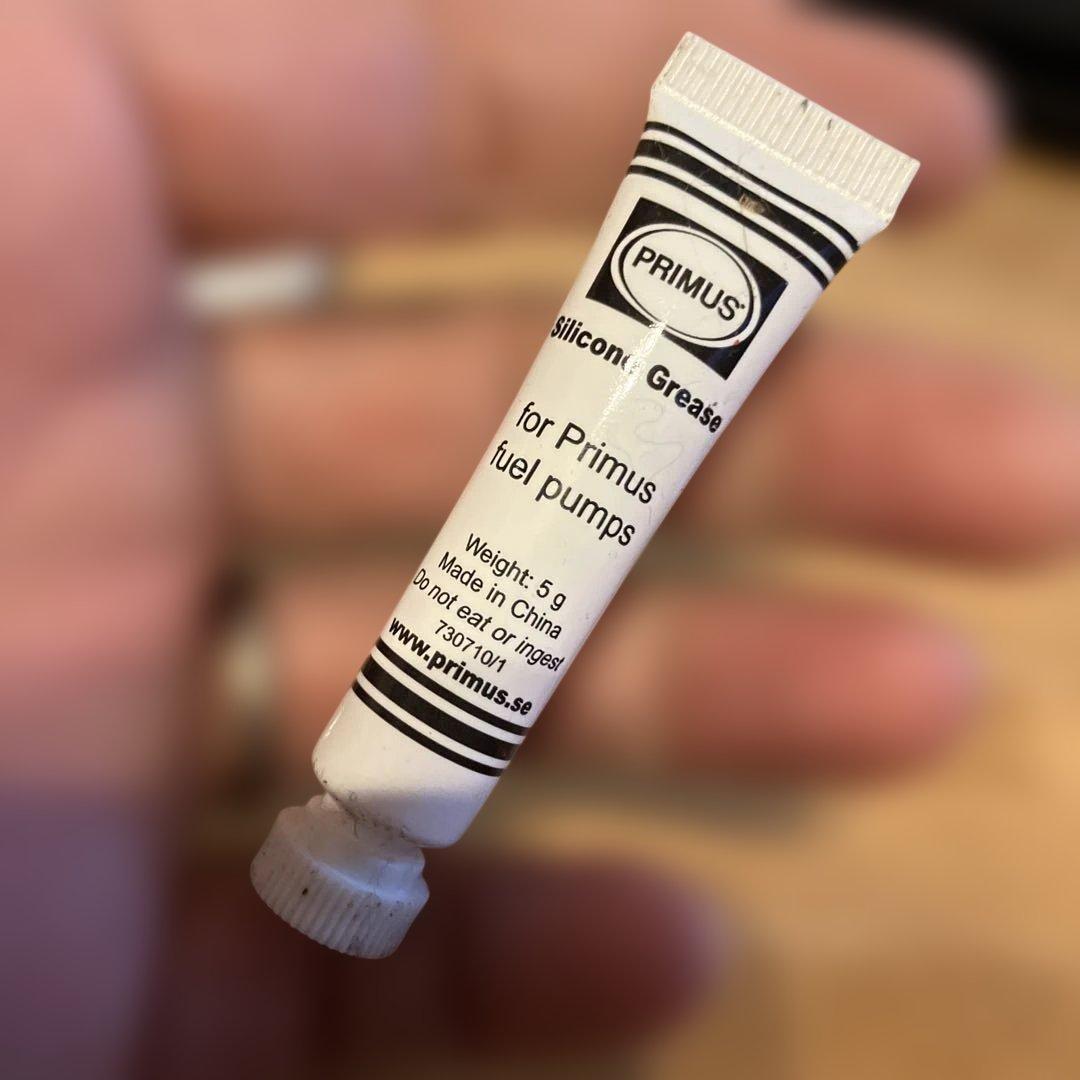 PRIMUS
Silicone Grease
for Primus
fuel pumps
Weight: 5 g
Made in China
Do not eat or ingest
730710/1
www.primus.se